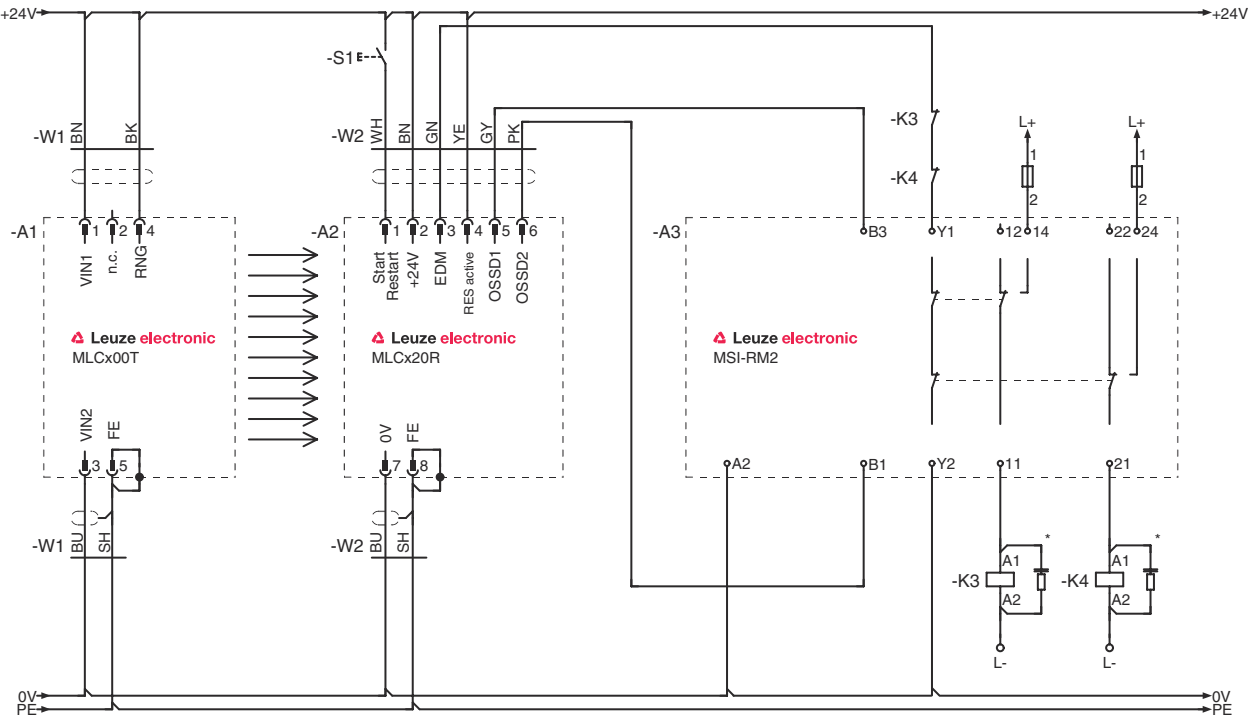 +24V
+24V
-S1
-W1
BN
BK
-W2
WH
BN
GN
YE
GY
PK
-K3
-K4
L+
L+
1
2
1
2
-A1
1
2
4
VIN1
n.c.
RNG
-A2
1
2
3
4
5
6
Start
Restart
+24V
EDM
RES active
OSSD1
OSSD2
-A3
B3
Y1
12
14
22
24
Leuze electronic
MLCx00T
Leuze electronic
MLCx20R
Leuze electronic
MSI-RM2
VIN2
FE
3
5
0V
FE
7
8
A2
B1
Y2
11
21
-W1
BU
SH
-W2
BU
SH
-K3
A1
A2
*
-K4
A1
A2
*
L-
L-
0V
0V
PE
PE